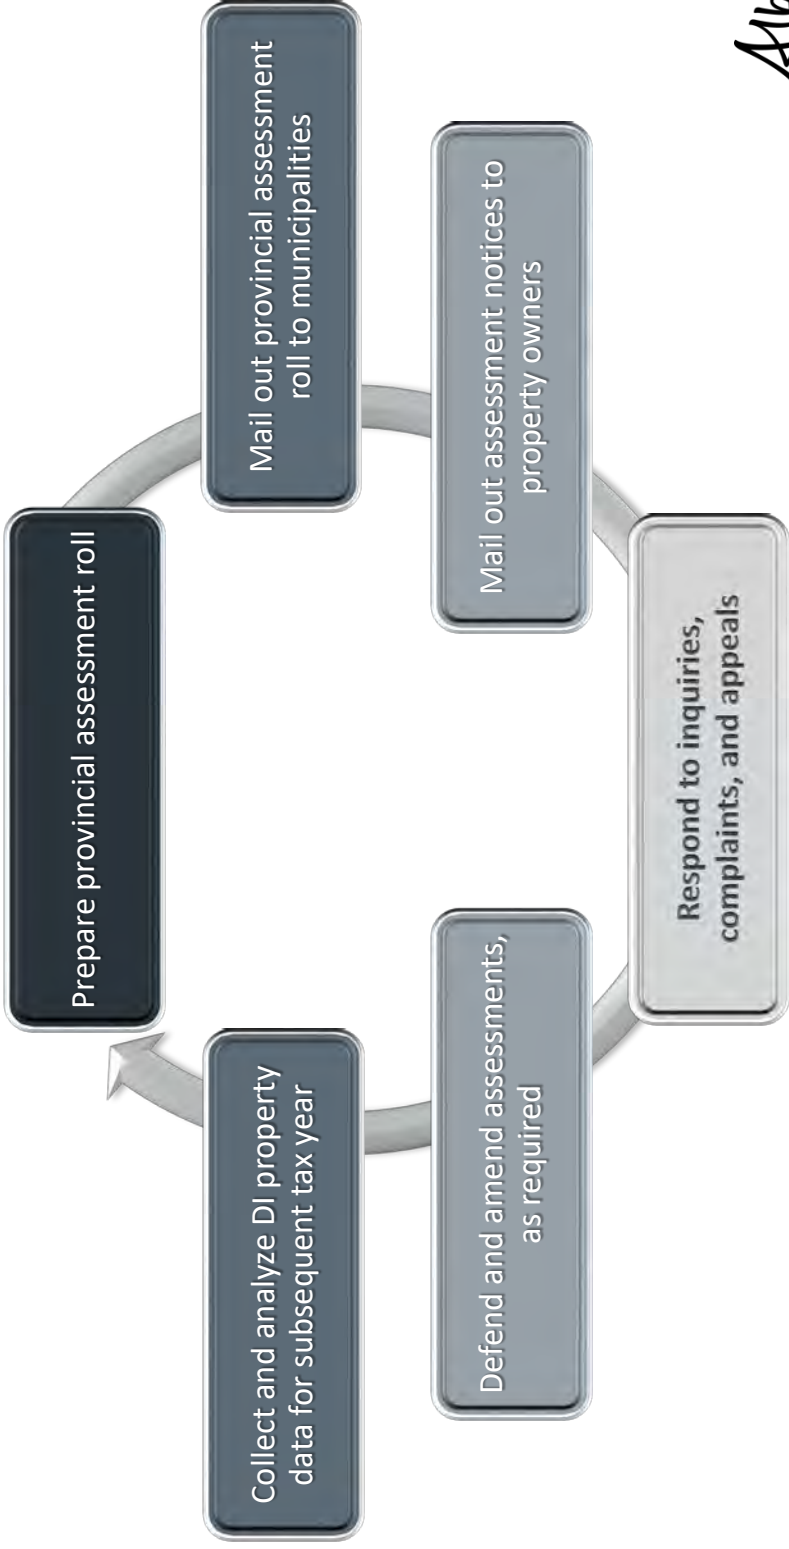 Prepare provincial assessment roll
Mail out provincial assessment
roll to municipalities
Mail out assessment notices to
property owners
Respond to inquiries,
complaints, and appeals
Defend and amend assessments,
as required
Collect and analyze DI property
data for subsequent tax year